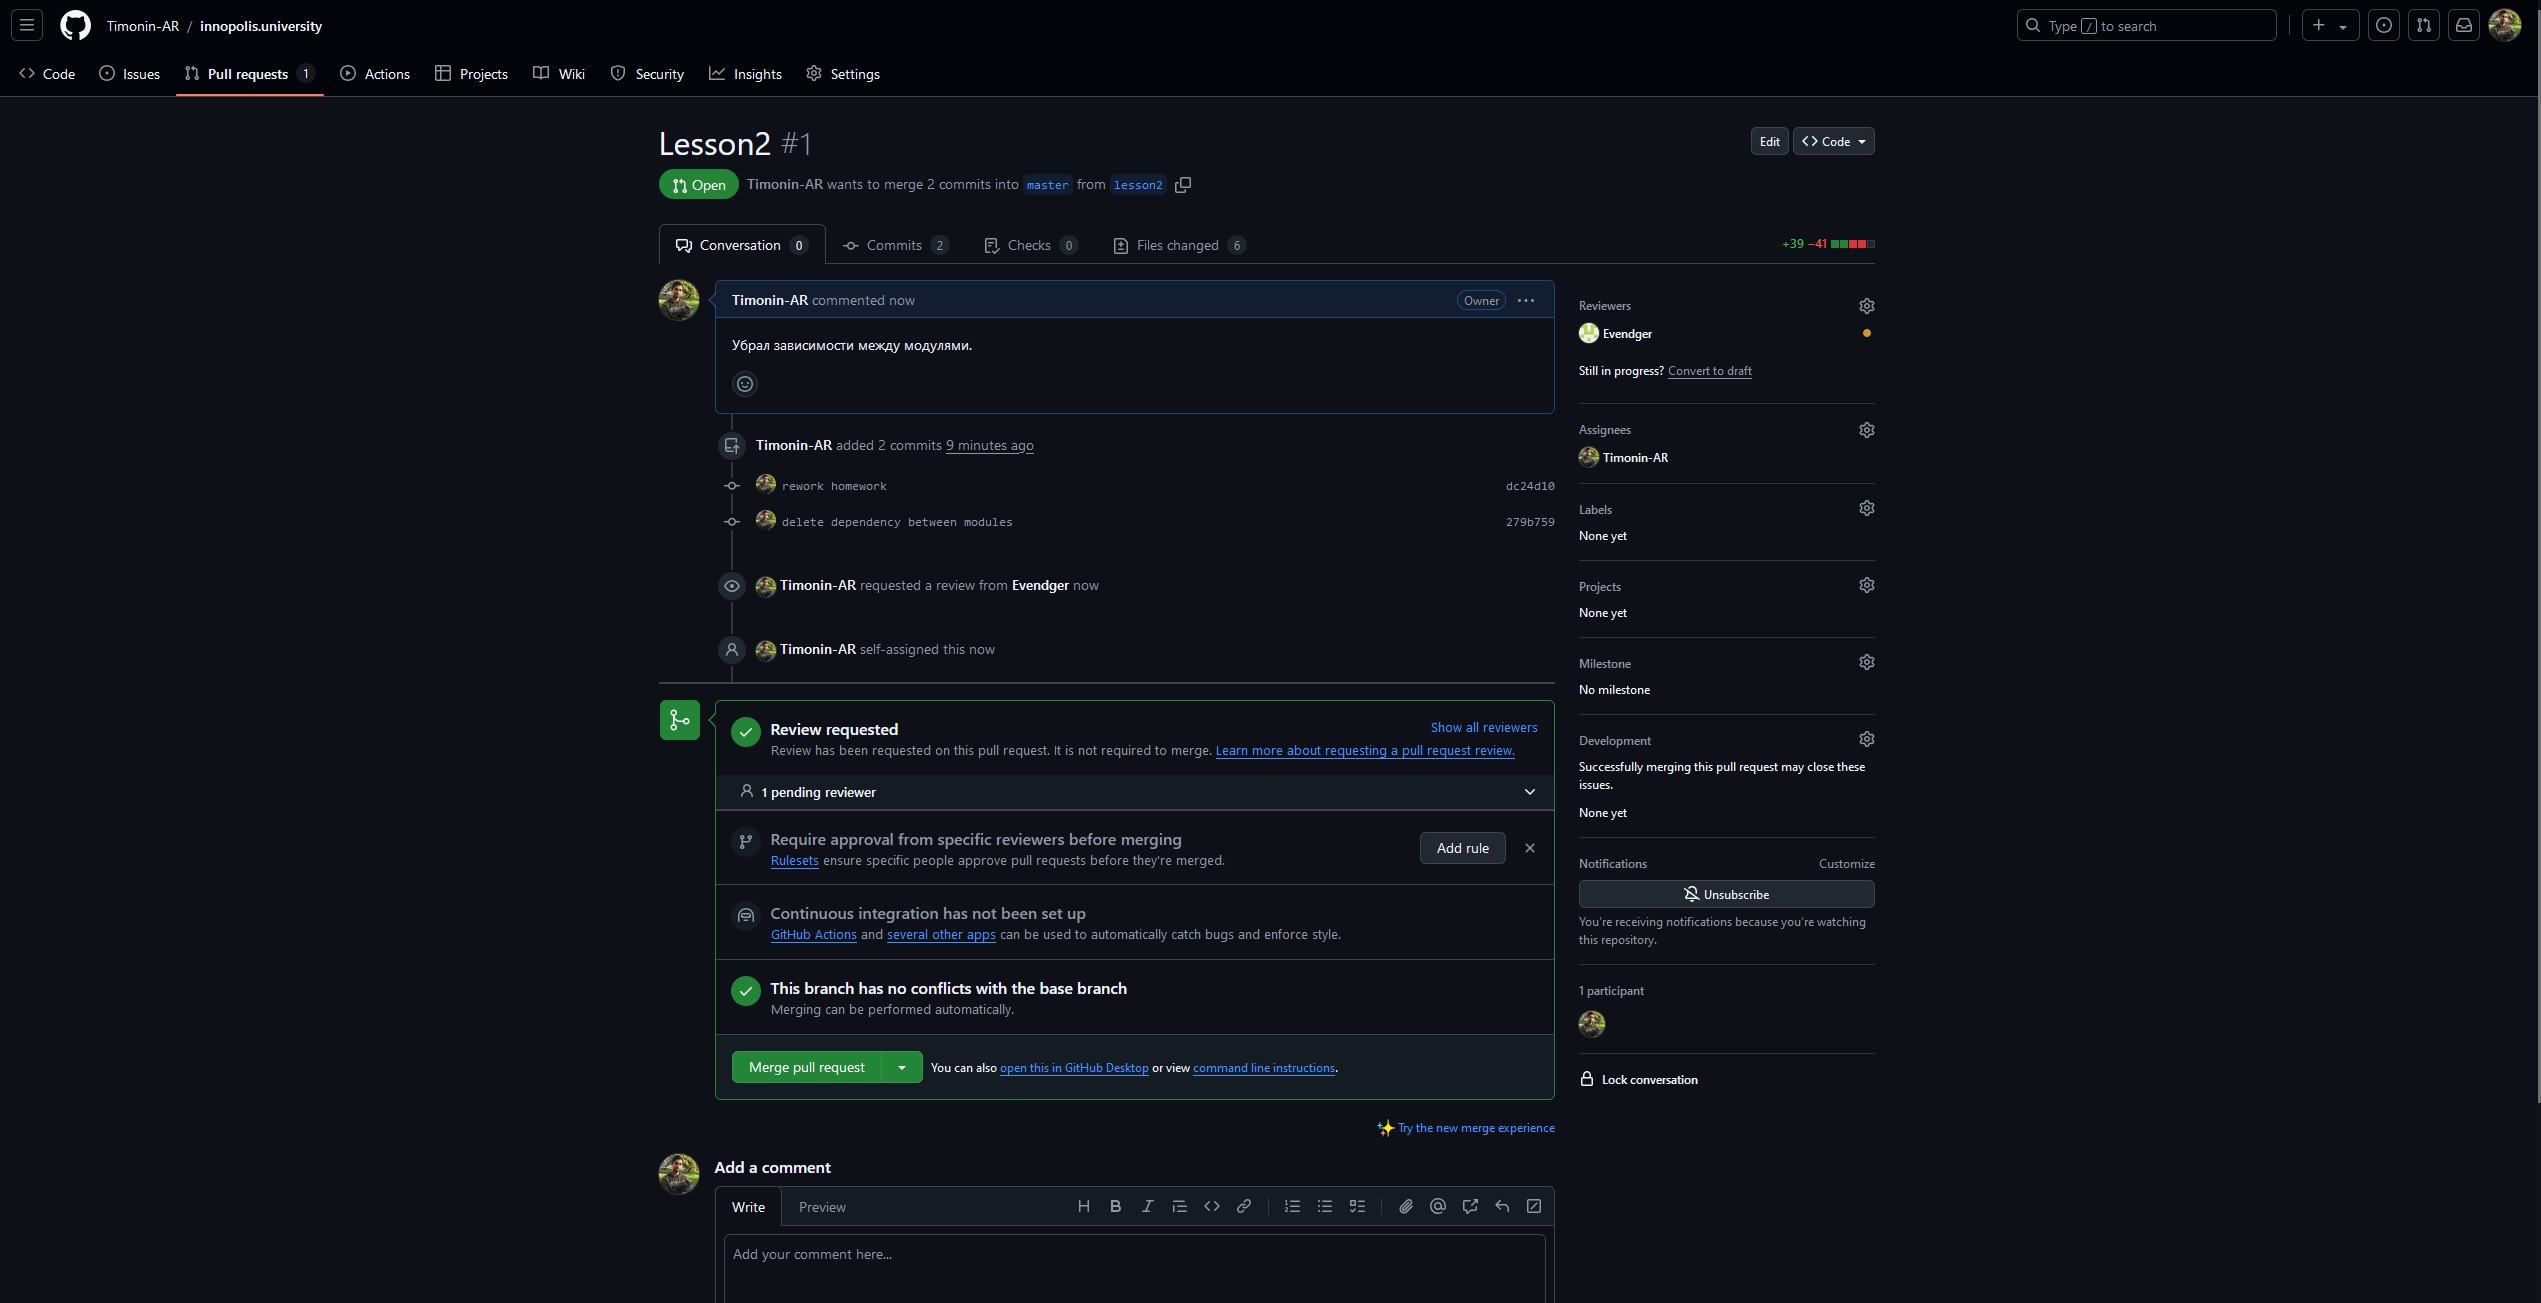 Timonin-AR / innopolis.university
Type / to search
Code
Issues
Pull requests 1
Actions
Projects
Wiki
Security
Insights
Settings
Lesson2 #1
Edit
Code
Open
Timonin-AR wants to merge 2 commits into master from lesson2
Conversation 0
Commits 2
Checks 0
Files changed 6
+39 −41
Timonin-AR commented now
Owner
Убрал зависимости между модулями.
Timonin-AR added 2 commits 9 minutes ago
rework homework
dc24d10
delete dependency between modules
279b759
Timonin-AR requested a review from Evendger now
Timonin-AR self-assigned this now
Review requested
Show all reviewers
Review has been requested on this pull request. It is not required to merge. Learn more about requesting a pull request review.
1 pending reviewer
Require approval from specific reviewers before merging
Rulesets ensure specific people approve pull requests before they're merged.
Add rule
Continuous integration has not been set up
GitHub Actions and several other apps can be used to automatically catch bugs and enforce style.
This branch has no conflicts with the base branch
Merging can be performed automatically.
Merge pull request
You can also open this in GitHub Desktop or view command line instructions.
Try the new merge experience
Add a comment
Write
Preview
Add your comment here...
Reviewers
Evendger
Still in progress? Convert to draft
Assignees
Timonin-AR
Labels
None yet
Projects
None yet
Milestone
No milestone
Development
Successfully merging this pull request may close these
issues.
None yet
Notifications
Customize
Unsubscribe
You're receiving notifications because you're watching
this repository.
1 participant
Lock conversation